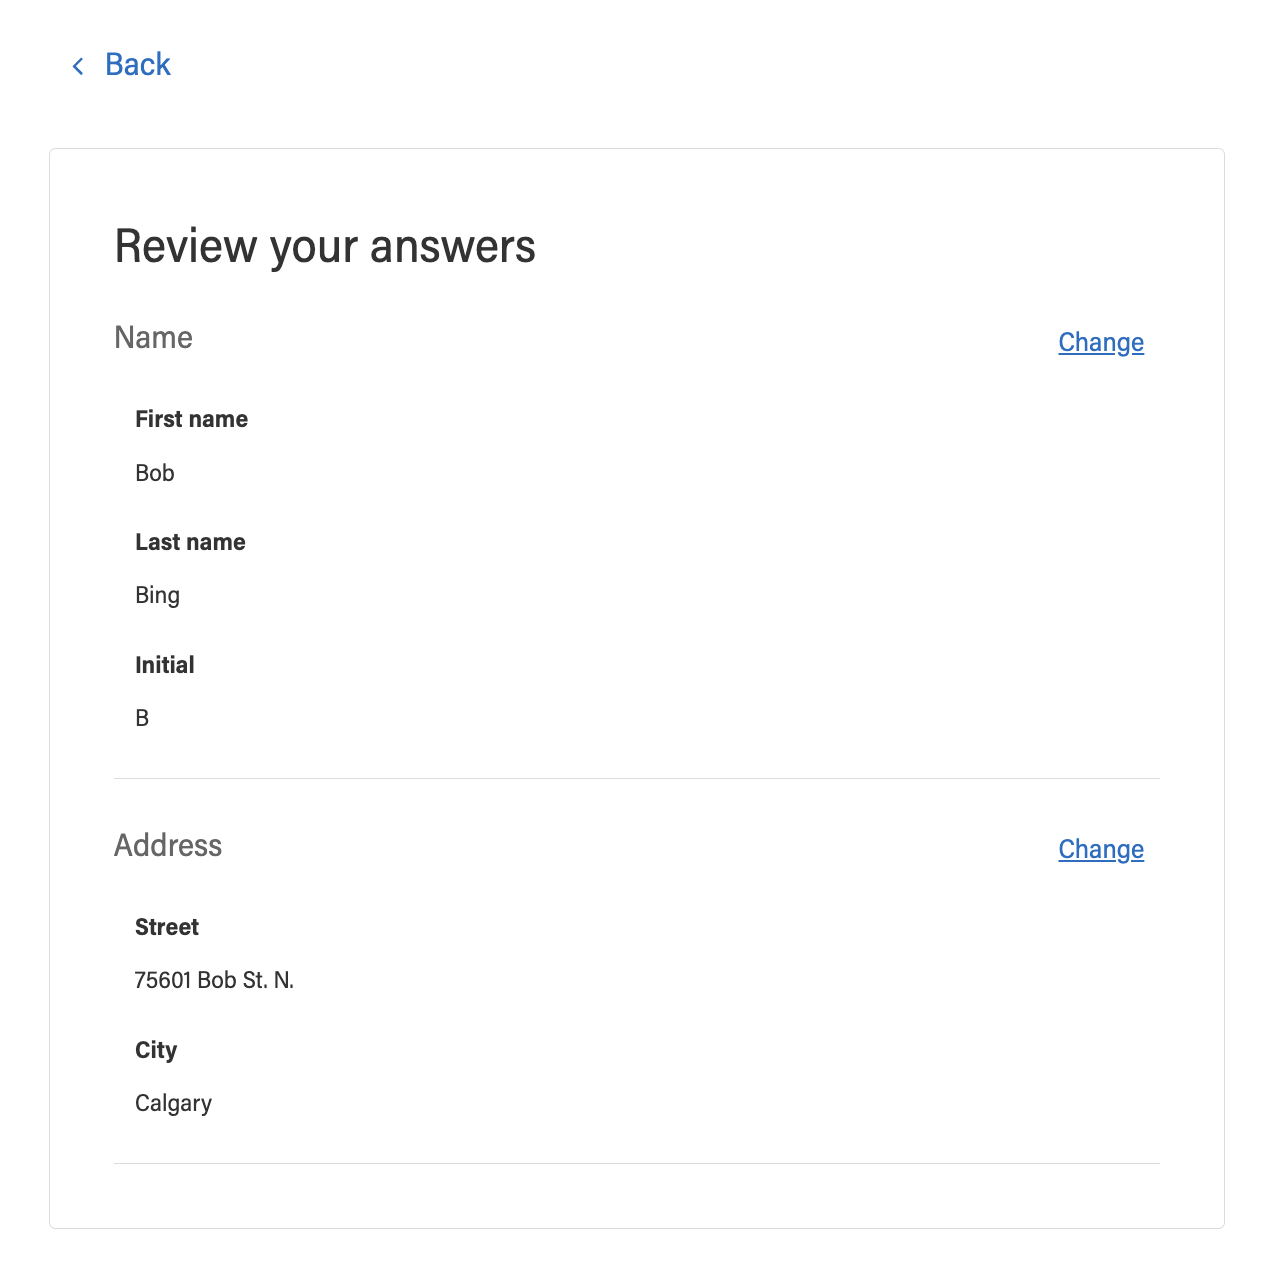 Back
Review your answers
Name
Change
First name
Bob
Last name
Bing
Initial
B
Address
Change
Street
75601 Bob St. N.
City
Calgary